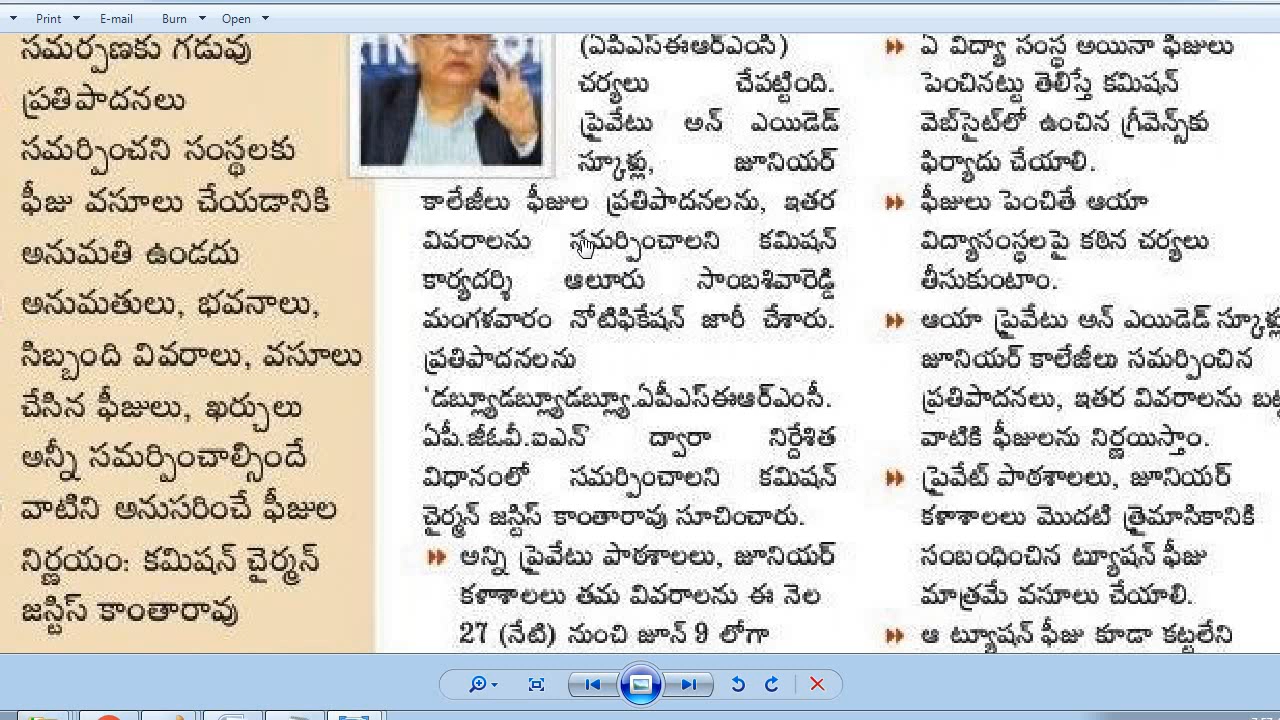 Print
E-mail
Burn
Open
సమర్పణకు గడువు
ప్రతిపాదనలు
సమర్పించని సంస్థలకు
ఫీజు వసూలు చేయడానికి
అనుమతి ఉండదు
అనుమతులు, భవనాలు,
సిబ్బంది వివరాలు, వసూలు
చేసిన ఫీజులు, ఖర్చులు
అన్నీ సమర్పించాల్సిందే
వాటిని అనుసరించే ఫీజుల
నిర్ణయం: కమిషన్ చైర్మన్
జస్టిస్ కాంతారావు
(ఏపీఎస్ఈఆర్ఎంసీ)
చర్యలు చేపట్టింది.
ప్రైవేటు అన్ ఎయిడెడ్
స్కూళ్లు, జూనియర్
కాలేజీలు ఫీజుల ప్రతిపాదనలను, ఇతర
వివరాలను సమర్పించాలని కమిషన్
కార్యదర్శి ఆలూరు సాంబశివారెడ్డి
మంగళవారం నోటిఫికేషన్ జారీ చేశారు.
ప్రతిపాదనలను
'డబ్ల్యూడబ్ల్యూడబ్ల్యూ.ఏపీఎస్ఈఆర్ఎంసీ.
ఏపీ.జీఓవీ.ఐఎన్' ద్వారా నిర్దేశిత
విధానంలో సమర్పించాలని కమిషన్
చైర్మన్ జస్టిస్ కాంతారావు సూచించారు.
అన్ని ప్రైవేటు పాఠశాలలు, జూనియర్
కళాశాలలు తమ వివరాలను ఈ నెల
27 (నేటి) నుంచి జూన్ 9 లోగా
ఏ విద్యా సంస్థ అయినా ఫీజులు
పెంచినట్టు తెలిస్తే కమిషన్
వెబ్‌సైట్‌లో ఉంచిన గ్రీవెన్స్‌కు
ఫిర్యాదు చేయాలి.
ఫీజులు పెంచితే ఆయా
విద్యాసంస్థలపై కఠిన చర్యలు
తీసుకుంటాం.
ఆయా ప్రైవేటు అన్ ఎయిడెడ్ స్కూళ్లు
జూనియర్ కాలేజీలు సమర్పించిన
ప్రతిపాదనలు, ఇతర వివరాలను
వాటికి ఫీజులను నిర్ణయిస్తాం.
ప్రైవేట్ పాఠశాలలు, జూనియర్
కళాశాలలు మొదటి త్రైమాసికానికి
సంబంధించిన ట్యూషన్ ఫీజు
మాత్రమే వసూలు చేయాలి.
ఆ ట్యూషన్ ఫీజు కూడా కట్టలేని